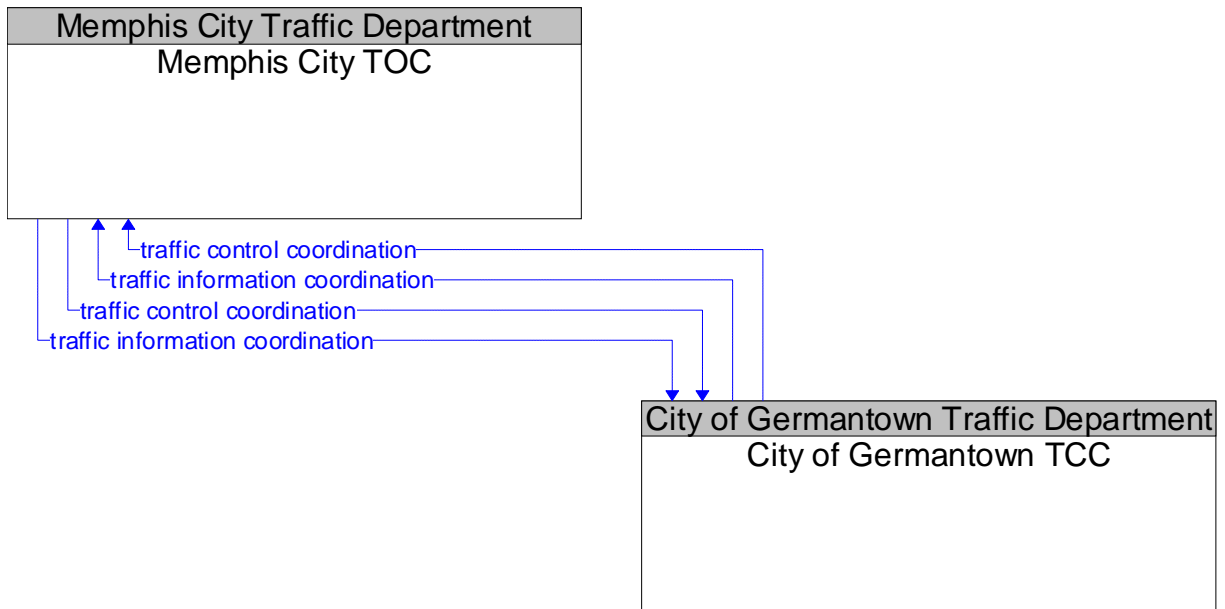 Memphis City Traffic Department
Memphis City TOC
traffic control coordination
traffic information coordination
traffic control coordination
traffic information coordination
City of Germantown Traffic Department
City of Germantown TCC